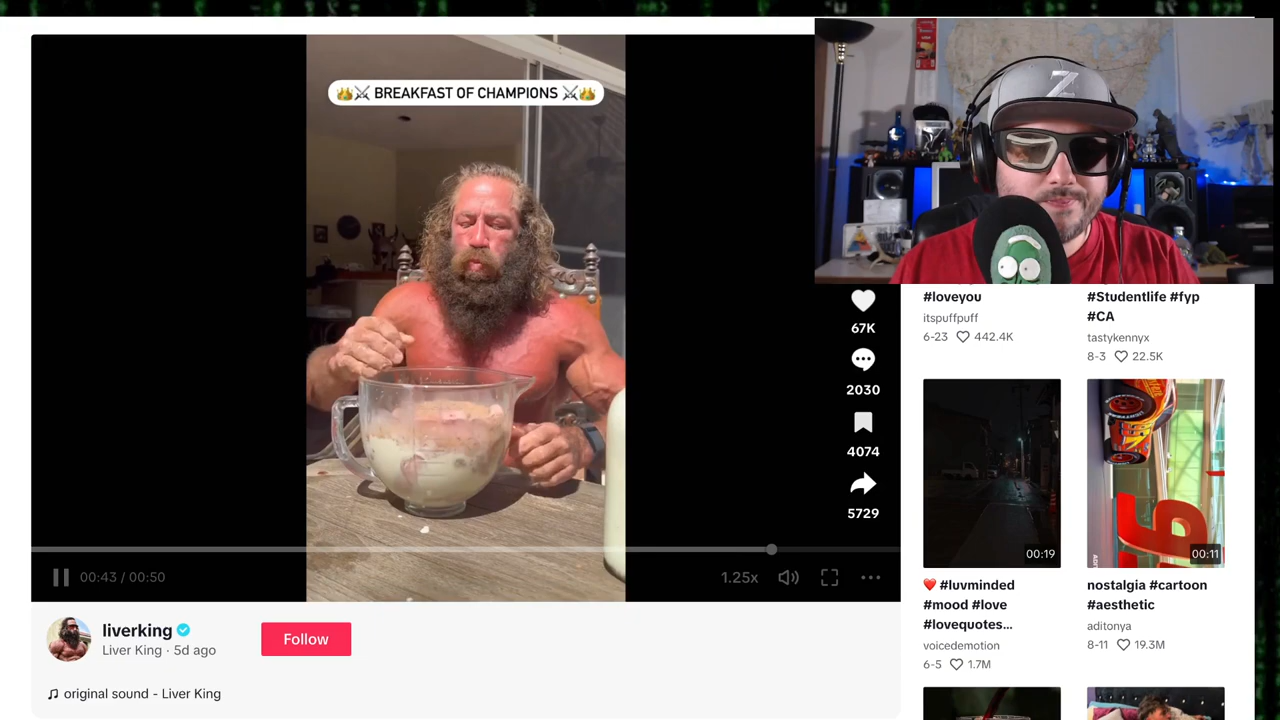 👑⚔ BREAKFAST OF CHAMPIONS ⚔👑
Z
67K
2030
4074
5729
00:43 / 00:50
1.25x
liverking
Liver King · 5d ago
Follow
original sound - Liver King
#loveyou
itspuffpuff
6-23 442.4K
#Studentlife #fyp
#CA
tastykennyx
8-3 22.5K
00:19
❤️ #luvminded
#mood #love
#lovequotes...
voicedemotion
6-5 1.7M
00:11
nostalgia #cartoon
#aesthetic
aditonya
8-11 19.3M